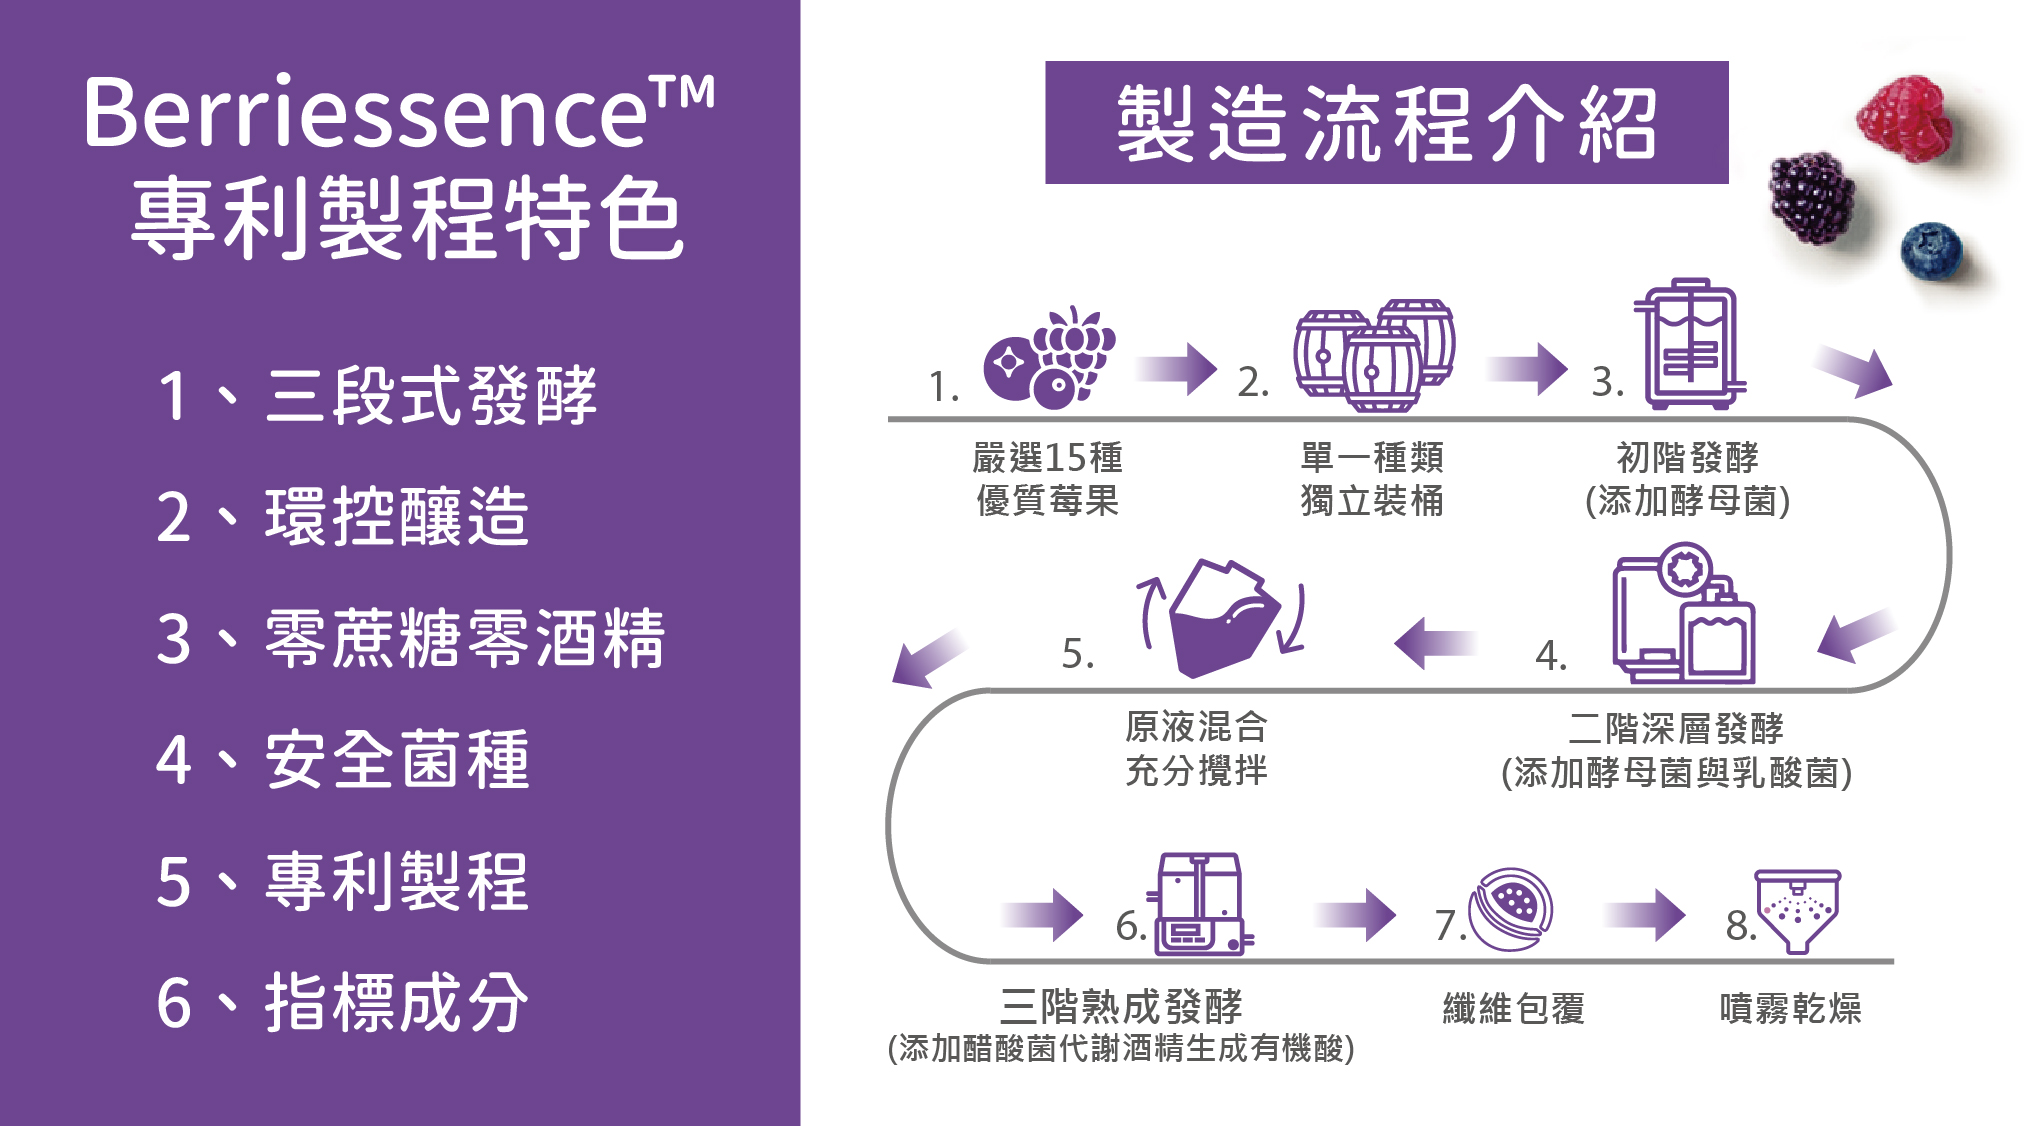 Berriessence™
專利製程特色
1、三段式發酵
2、環控釀造
3、零蔗糖零酒精
4、安全菌種
5、專利製程
6、指標成分
製造流程介紹
1.
嚴選15種
優質莓果
2.
單一種類
獨立裝桶
3.
初階發酵
(添加酵母菌)
4.
二階深層發酵
(添加酵母菌與乳酸菌)
5.
原液混合
充分攪拌
6.
三階熟成發酵
(添加醋酸菌代謝酒精生成有機酸)
7.
纖維包覆
8.
噴霧乾燥